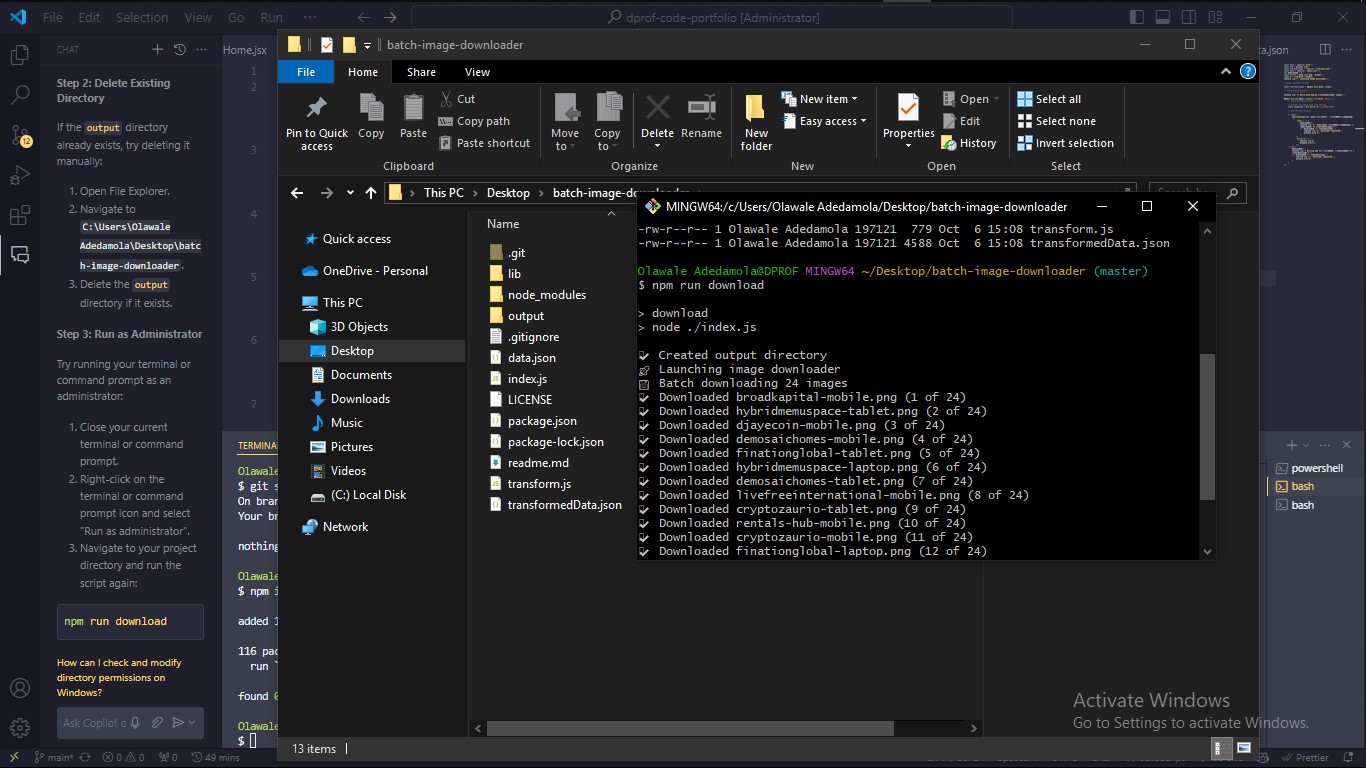 File Edit Selection View Go Run ···
dprof-code-portfolio [Administrator]
CHAT
Step 2: Delete Existing
Directory
If the output directory
already exists, try deleting it
manually:
1. Open File Explorer.
2. Navigate to
C:\Users\Olawale
Adedamola\Desktop\batc
h-image-downloader.
3. Delete the output
directory if it exists.
Step 3: Run as Administrator
Try running your terminal or
command prompt as an
administrator:
1. Close your current
terminal or command
prompt.
2. Right-click on the
terminal or command
prompt icon and select
"Run as administrator".
3. Navigate to your project
directory and run the
script again:
npm run download
How can I check and modify
directory permissions on
Windows?
Ask Copilot o
12
Home.jsx
1
2
3
4
5
6
7
TERMINA
Olawale
$ git s
On bran
Your br
nothing
Olawale
$ npm i
added 1
116 pac
run `
found 0
Olawale
$
batch-image-downloader
File Home Share View
Pin to Quick
access
Copy
Paste
Cut
Copy path
Paste shortcut
Clipboard
Move
to
Copy
to
Delete
Rename
Organize
New
folder
New item
Easy access
New
Properties
Open
Edit
History
Open
Select all
Select none
Invert selection
Select
This PC > Desktop > batch-image-downloader
Quick access
OneDrive - Personal
This PC
3D Objects
Desktop
Documents
Downloads
Music
Pictures
Videos
(C:) Local Disk
Network
Name
.git
lib
node_modules
output
.gitignore
data.json
index.js
LICENSE
package.json
package-lock.json
readme.md
transform.js
transformedData.json
13 items
MINGW64:/c/Users/Olawale Adedamola/Desktop/batch-image-downloader
-rw-r--r-- 1 Olawale Adedamola 197121 779 Oct 6 15:08 transform.js
-rw-r--r-- 1 Olawale Adedamola 197121 4588 Oct 6 15:08 transformedData.json
Olawale Adedamola@DPROF MINGW64 ~/Desktop/batch-image-downloader (master)
$ npm run download
> download
> node ./index.js
Created output directory
Launching image downloader
Batch downloading 24 images
Downloaded broadkapital-mobile.png (1 of 24)
Downloaded hybridmemuspace-tablet.png (2 of 24)
Downloaded djayecoin-mobile.png (3 of 24)
Downloaded demosaichomes-mobile.png (4 of 24)
Downloaded finationglobal-tablet.png (5 of 24)
Downloaded hybridmemuspace-laptop.png (6 of 24)
Downloaded demosaichomes-tablet.png (7 of 24)
Downloaded livefreeinternational-mobile.png (8 of 24)
Downloaded cryptozaurio-tablet.png (9 of 24)
Downloaded rentals-hub-mobile.png (10 of 24)
Downloaded cryptozaurio-mobile.png (11 of 24)
Downloaded finationglobal-laptop.png (12 of 24)
powershell
bash
bash
Activate Windows
Go to Settings to activate Windows.
main* 0 0 0 49 mins
Prettier